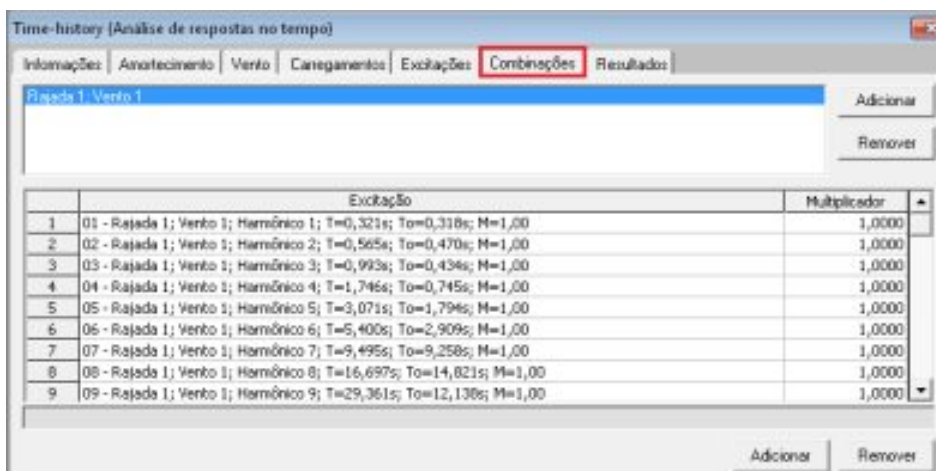 Time-history (Análise de respostas no tempo)
Informações Amortecimento Vento Carregamentos Excitações Combinações Resultados
Rajada 1; Vento 1
Adicionar
Remover
Excitação Multiplicador
1 01 - Rajada 1; Vento 1; Harmônico 1; T=0,321s; To=0,318s; M=1,00 1,0000
2 02 - Rajada 1; Vento 1; Harmônico 2; T=0,565s; To=0,470s; M=1,00 1,0000
3 03 - Rajada 1; Vento 1; Harmônico 3; T=0,993s; To=0,434s; M=1,00 1,0000
4 04 - Rajada 1; Vento 1; Harmônico 4; T=1,746s; To=0,745s; M=1,00 1,0000
5 05 - Rajada 1; Vento 1; Harmônico 5; T=3,071s; To=1,794s; M=1,00 1,0000
6 06 - Rajada 1; Vento 1; Harmônico 6; T=5,400s; To=2,909s; M=1,00 1,0000
7 07 - Rajada 1; Vento 1; Harmônico 7; T=9,495s; To=9,258s; M=1,00 1,0000
8 08 - Rajada 1; Vento 1; Harmônico 8; T=16,697s; To=14,821s; M=1,00 1,0000
9 09 - Rajada 1; Vento 1; Harmônico 9; T=29,361s; To=12,138s; M=1,00 1,0000
Adicionar Remover